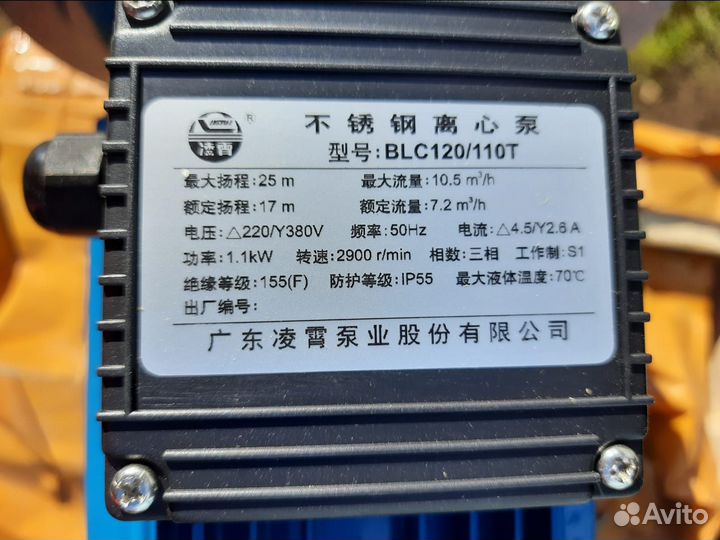 凌霄 ®
不锈钢离心泵
型号: BLC120/110T
最大扬程: 25 m 最大流量: 10.5 m³/h
额定扬程: 17 m 额定流量: 7.2 m³/h
电压: △220/Y380V 频率: 50Hz 电流: △4.5/Y2.6 A
功率: 1.1kW 转速: 2900 r/min 相数: 三相 工作制: S1
绝缘等级: 155(F) 防护等级: IP55 最大液体温度: 70℃
出厂编号:
广东凌霄泵业股份有限公司
Avito